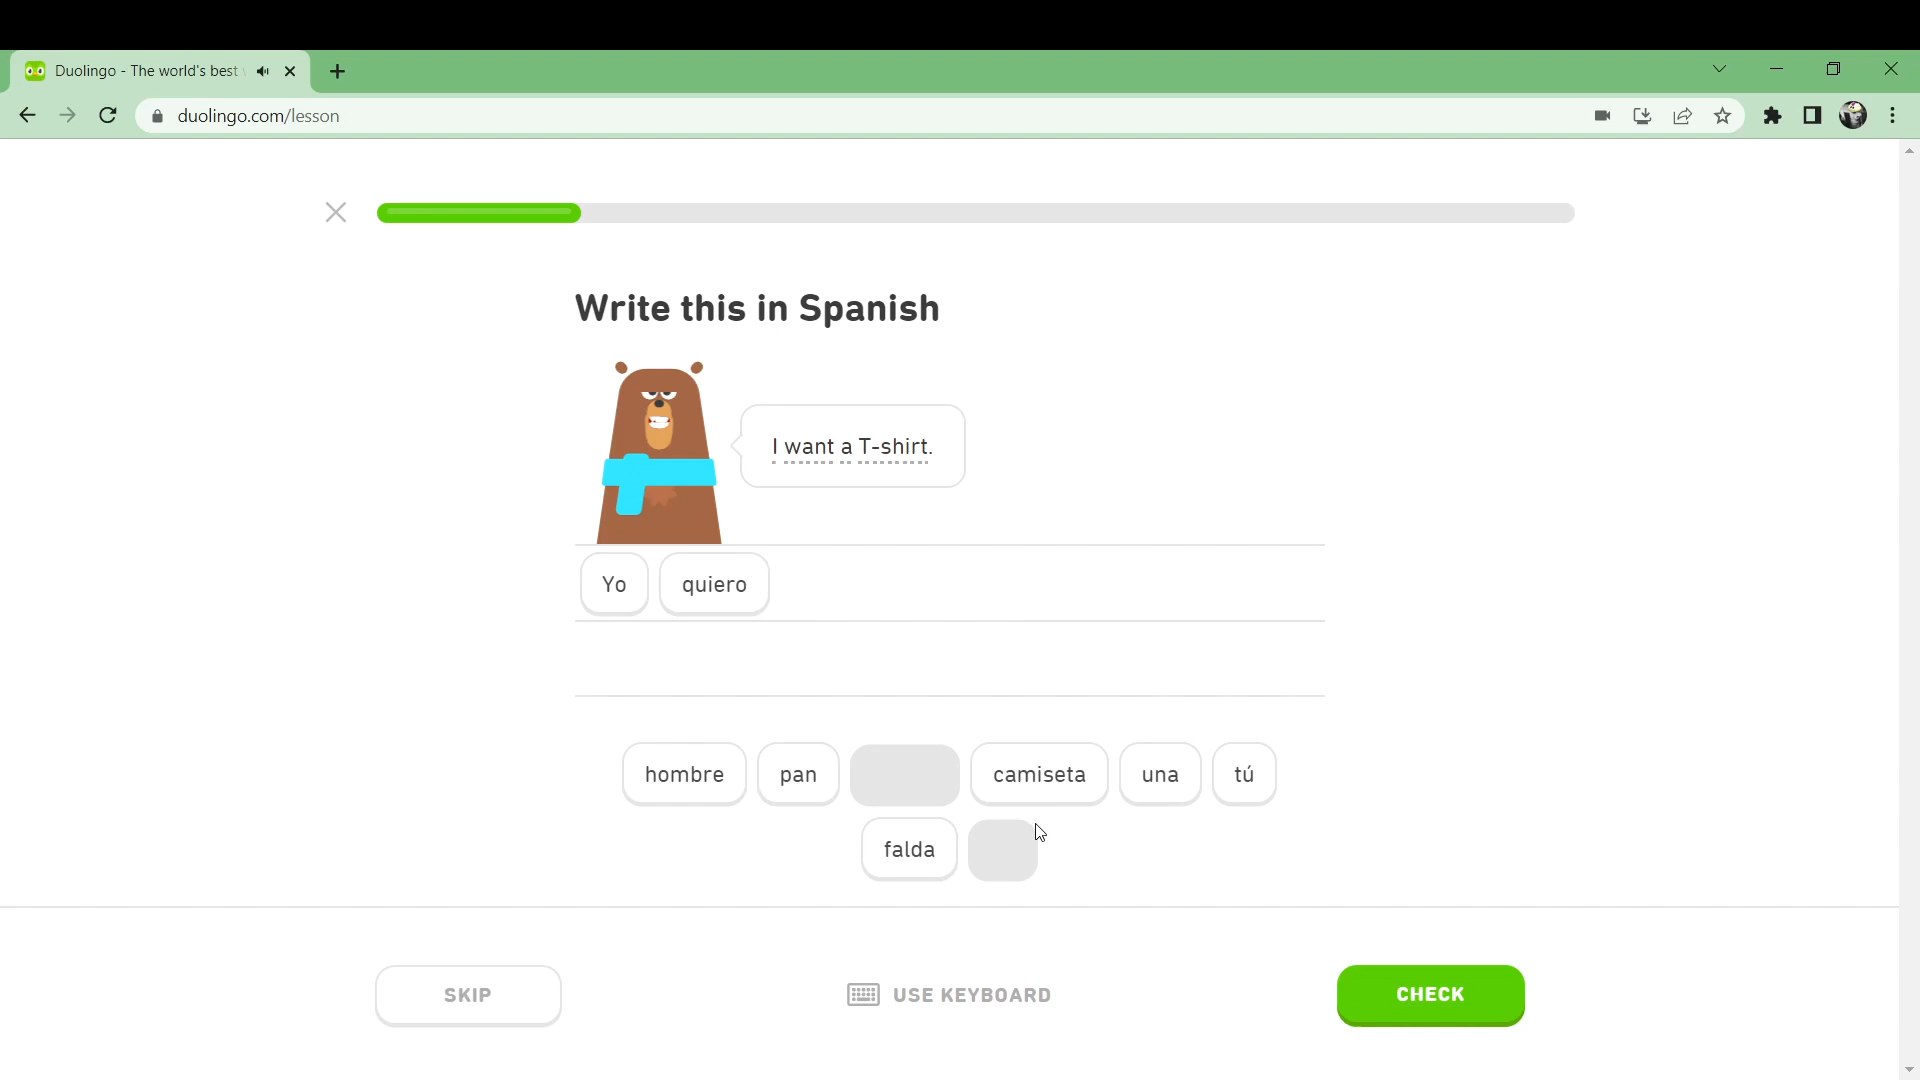 Duolingo - The world's best
duolingo.com/lesson
Write this in Spanish
I want a T-shirt.
Yo quiero
hombre pan camiseta una tú
falda
SKIP USE KEYBOARD CHECK